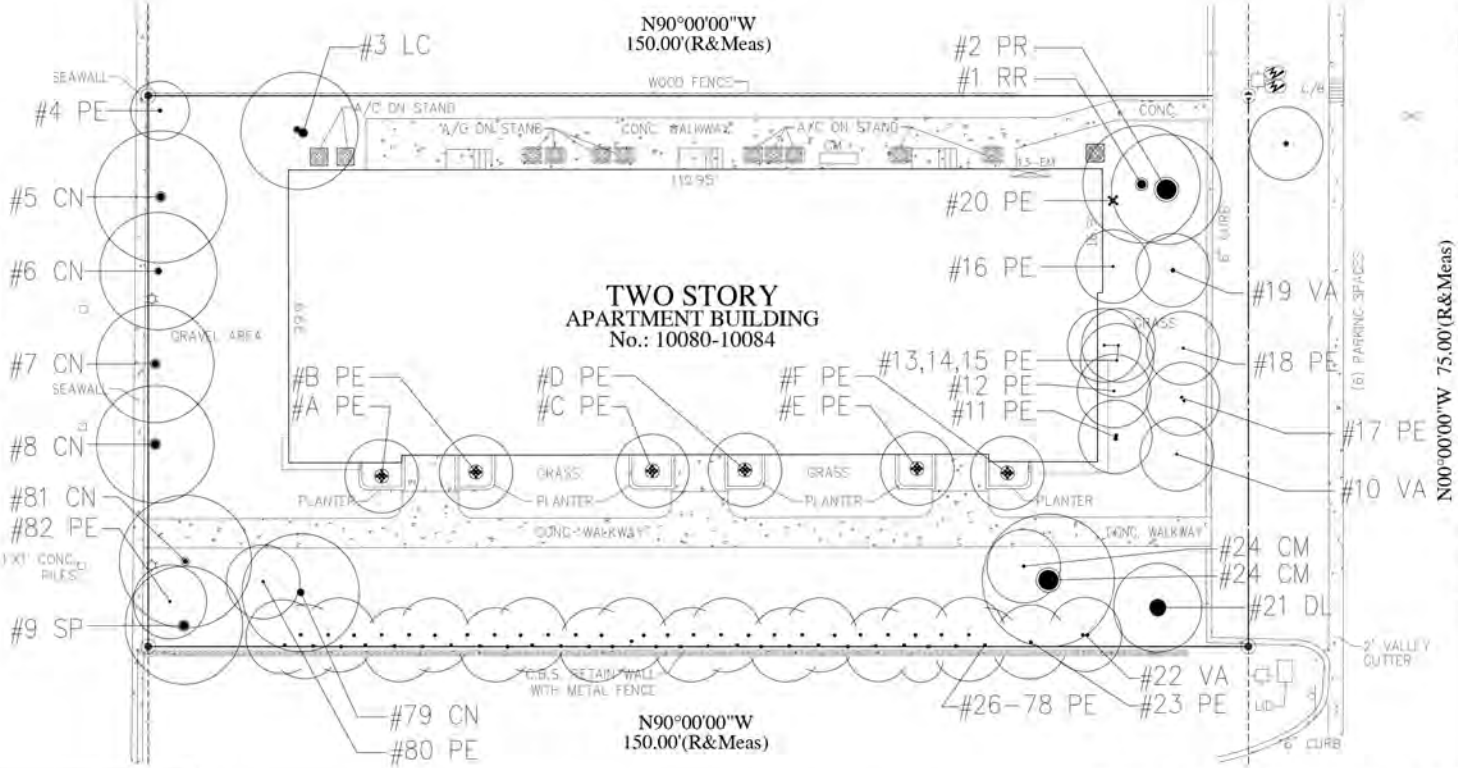 N90°00'00"W
150.00'(R&Meas)
#3 LC
#2 PR
#1 RR
SEAWALL
WOOD FENCE
#4 PE
A/C ON STAND
A/C ON STAND
CONC. WALKWAY
A/C ON STAND
CONC.
#5 CN
#20 PE
6" CURB
#6 CN
#16 PE
#19 VA
TWO STORY
APARTMENT BUILDING
No.: 10080-10084
GRAVEL AREA
GRASS
#7 CN
#13,14,15 PE
#18 PE
(6) PARKING SPACES
N00°00'00"W 75.00'(R&Meas)
SEAWALL
#B PE
#D PE
#F PE
#12 PE
#A PE
#C PE
#E PE
#11 PE
#17 PE
#8 CN
GRASS
GRASS
#10 VA
#81 CN
PLANTER
PLANTER
PLANTER
PLANTER
#82 PE
CONC. WALKWAY
CONC. WALKWAY
1'X1' CONC.
PILES
#24 CM
#24 CM
#9 SP
#21 DL
2' VALLEY
GUTTER
C.B.S. RETAIN WALL
WITH METAL FENCE
#22 VA
#79 CN
#26-78 PE
#23 PE
#80 PE
N90°00'00"W
150.00'(R&Meas)
6" CURB